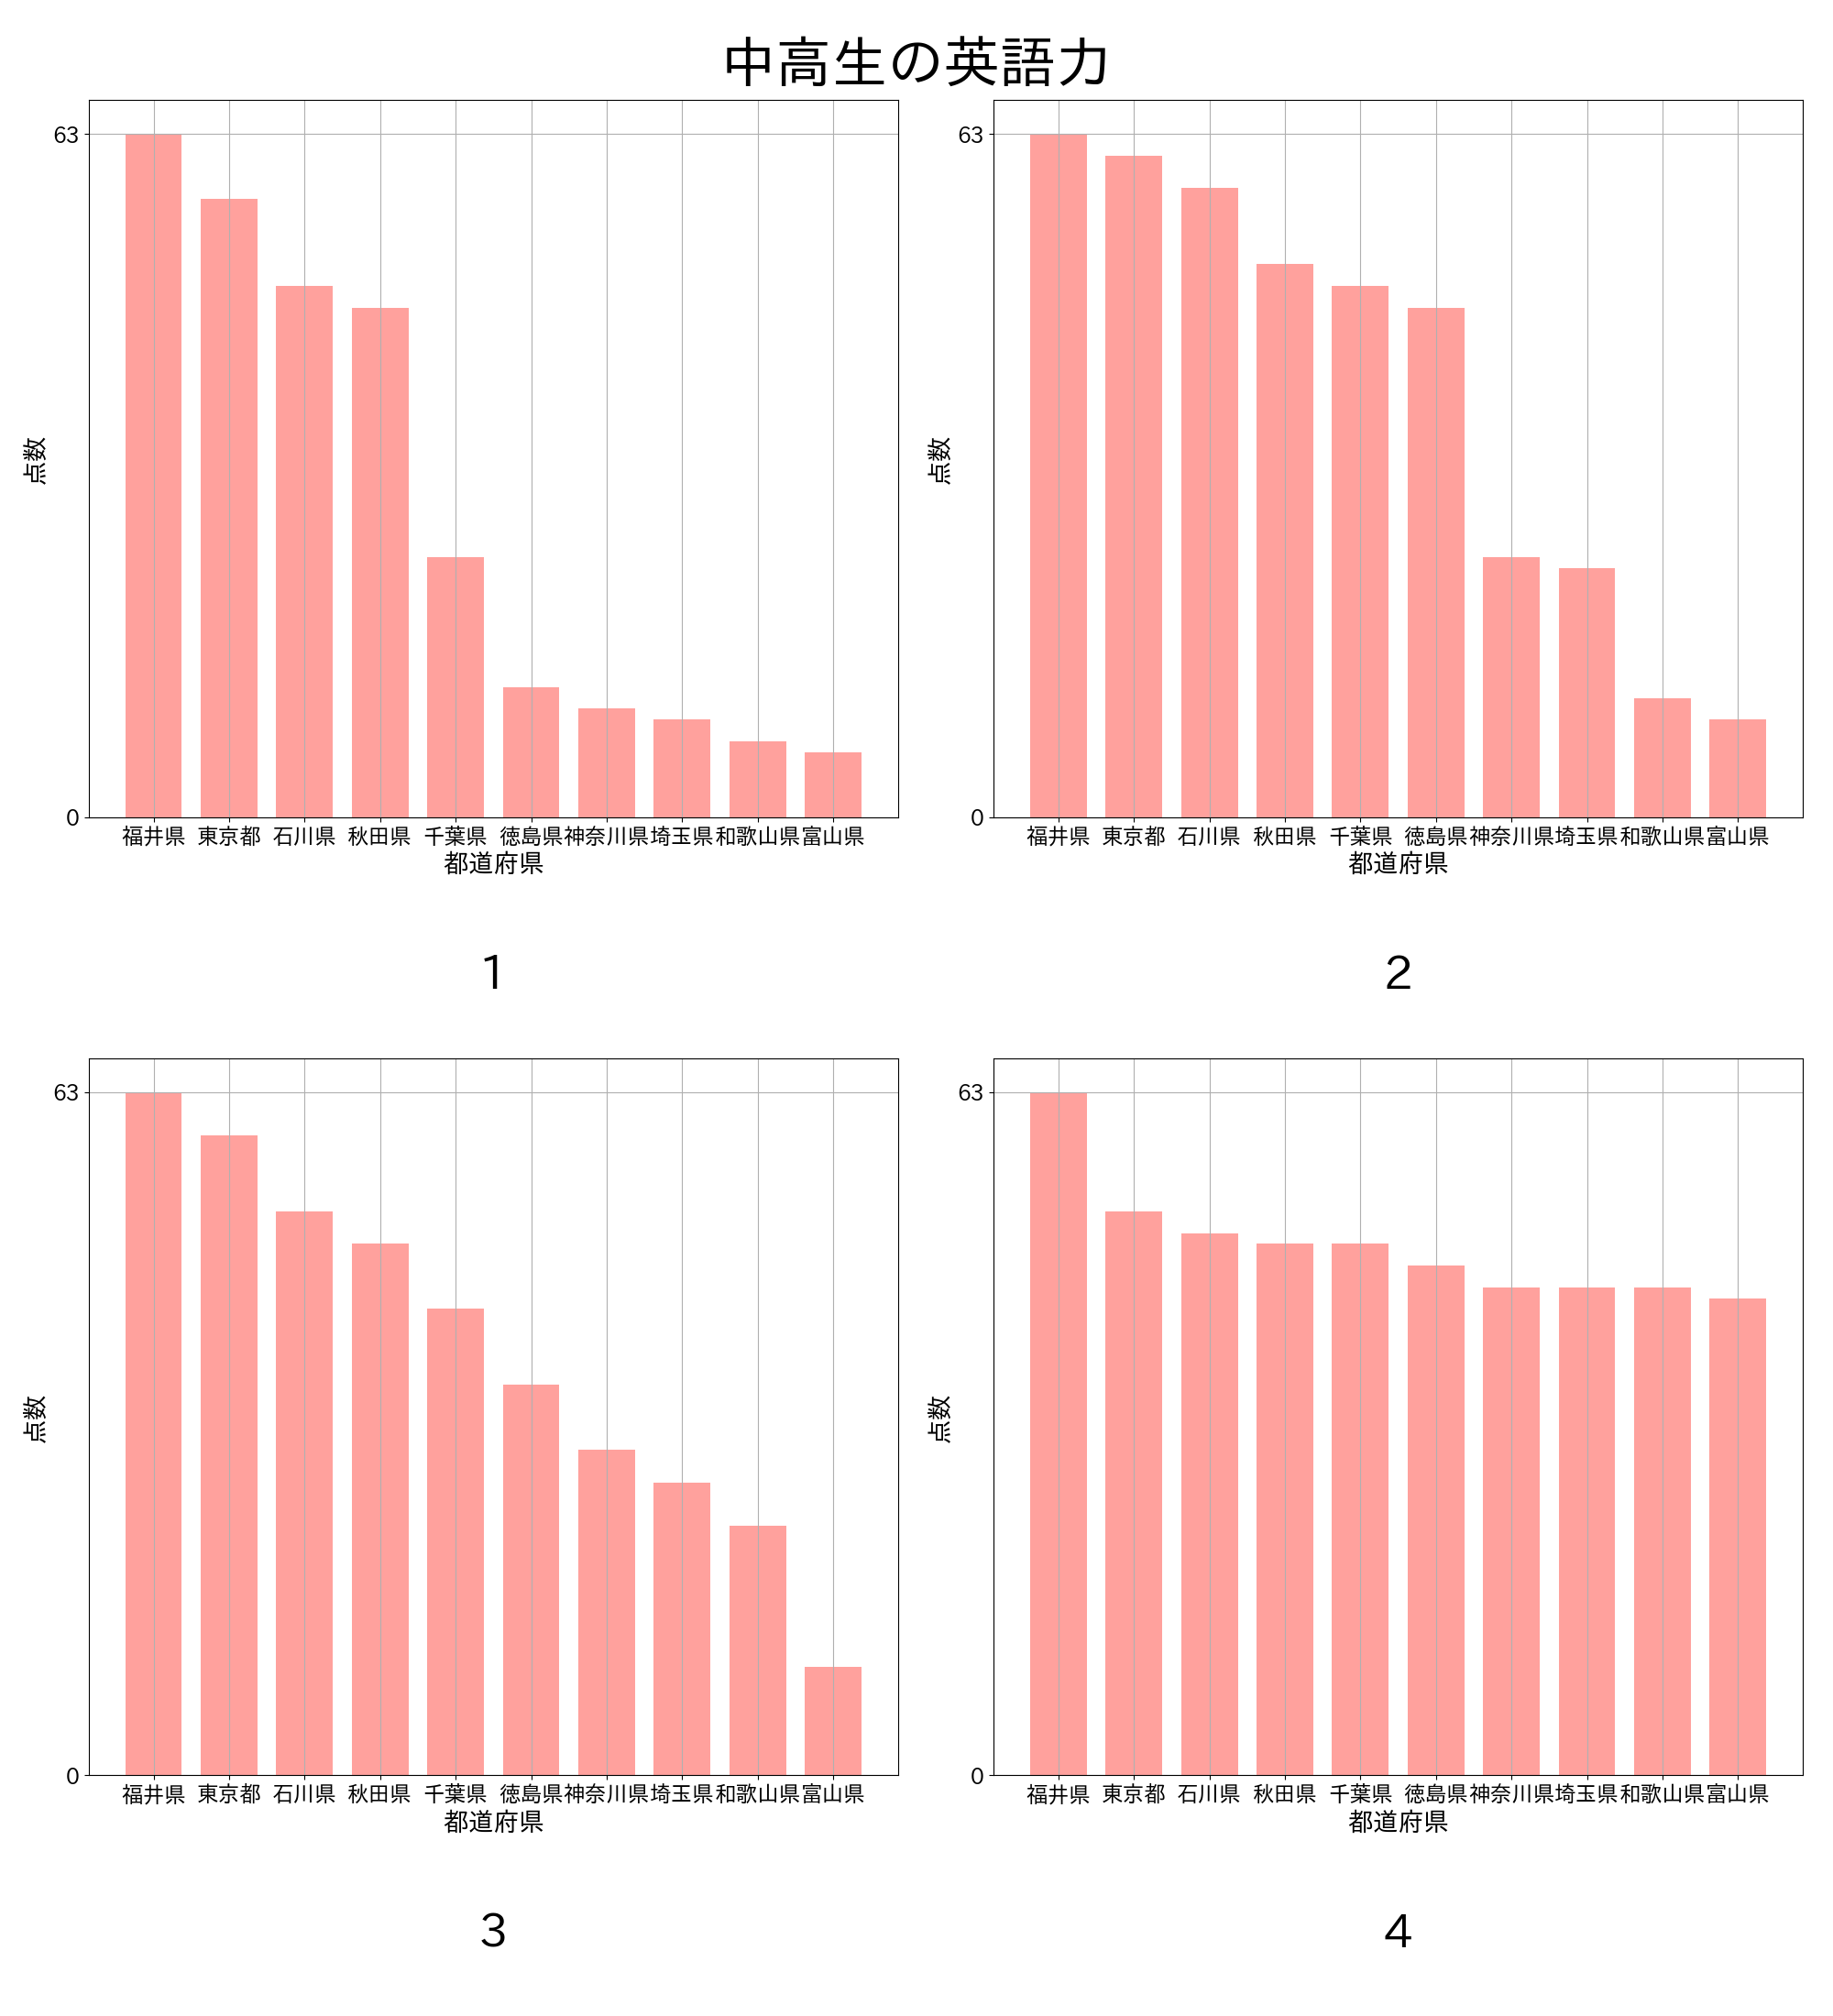 中高生の英語力
63
点数
0
福井県 東京都 石川県 秋田県 千葉県 徳島県 神奈川県 埼玉県 和歌山県 富山県
都道府県
1
63
点数
0
福井県 東京都 石川県 秋田県 千葉県 徳島県 神奈川県 埼玉県 和歌山県 富山県
都道府県
2
63
点数
0
福井県 東京都 石川県 秋田県 千葉県 徳島県 神奈川県 埼玉県 和歌山県 富山県
都道府県
3
63
点数
0
福井県 東京都 石川県 秋田県 千葉県 徳島県 神奈川県 埼玉県 和歌山県 富山県
都道府県
4